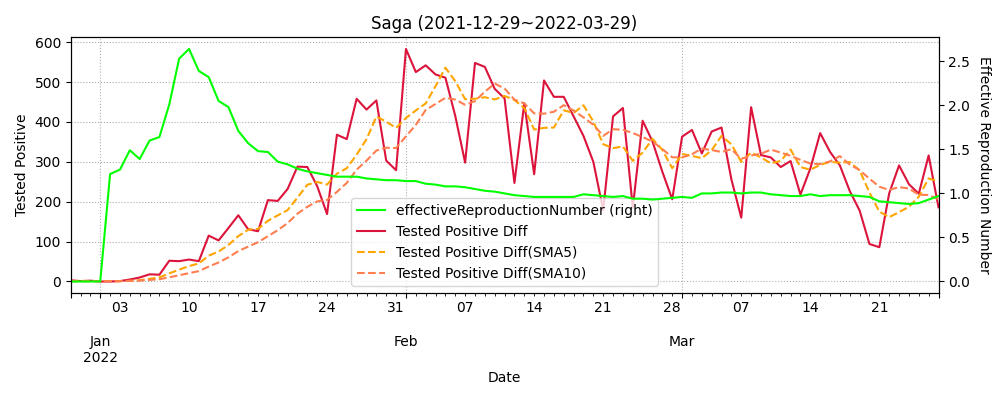 Saga (2021-12-29~2022-03-29)
Tested Positive
600
500
400
300
200
100
0
2.5
2.0
1.5
1.0
0.5
0.0
Effective Reproduction Number
effectiveReproductionNumber (right)
Tested Positive Diff
Tested Positive Diff(SMA5)
Tested Positive Diff(SMA10)
03 10 17 24 31 07 14 21 28 07 14 21
Jan Feb Mar
2022
Date